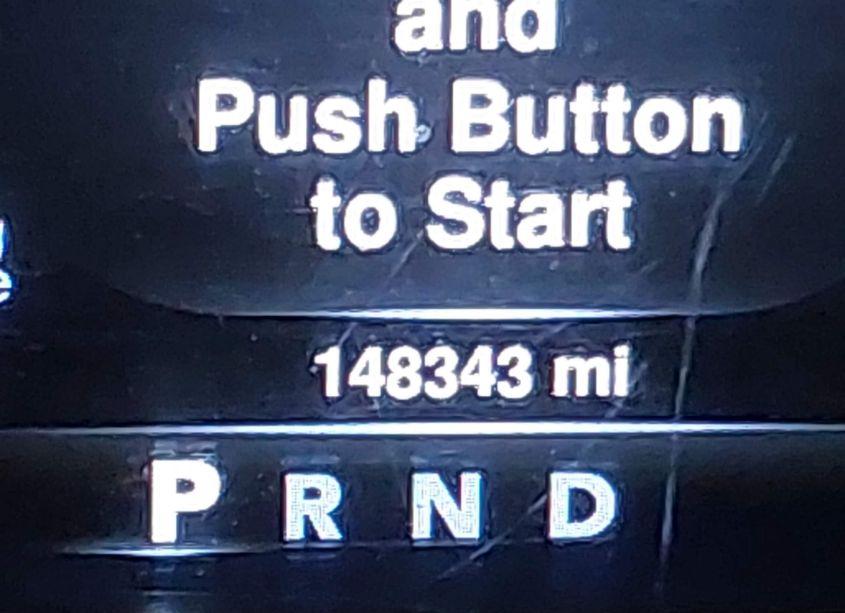 and
Push Button
to Start
148343 mi
P R N D